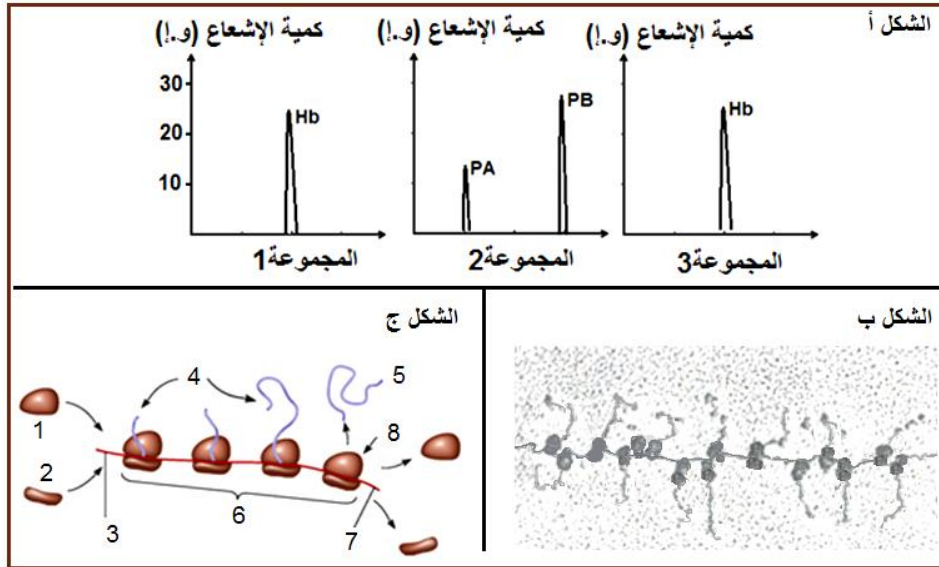 الشكل أ
كمية الإشعاع (و.إ)
كمية الإشعاع (و.إ)
كمية الإشعاع (و.إ)
30
20
10
Hb
PA
PB
Hb
المجموعة1
المجموعة2
المجموعة3
الشكل ج
الشكل ب
1
2
3
4
5
6
7
8